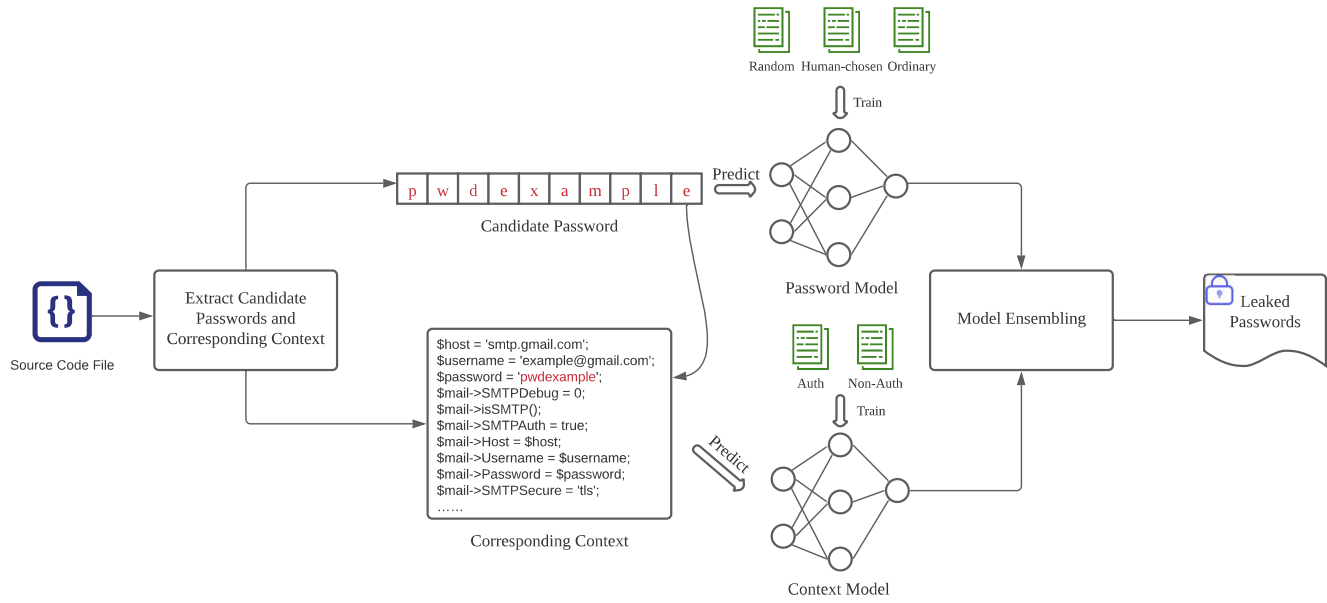 Random Human-chosen Ordinary
Train
Predict
p w d e x a m p l e
Candidate Password
Password Model
Extract Candidate
Passwords and
Corresponding Context
Source Code File
$host = 'smtp.gmail.com';
$username = 'example@gmail.com';
$password = 'pwdexample';
$mail->SMTPDebug = 0;
$mail->isSMTP();
$mail->SMTPAuth = true;
$mail->Host = $host;
$mail->Username = $username;
$mail->Password = $password;
$mail->SMTPSecure = 'tls';
……
Corresponding Context
Auth Non-Auth
Train
Predict
Context Model
Model Ensembling
Leaked
Passwords